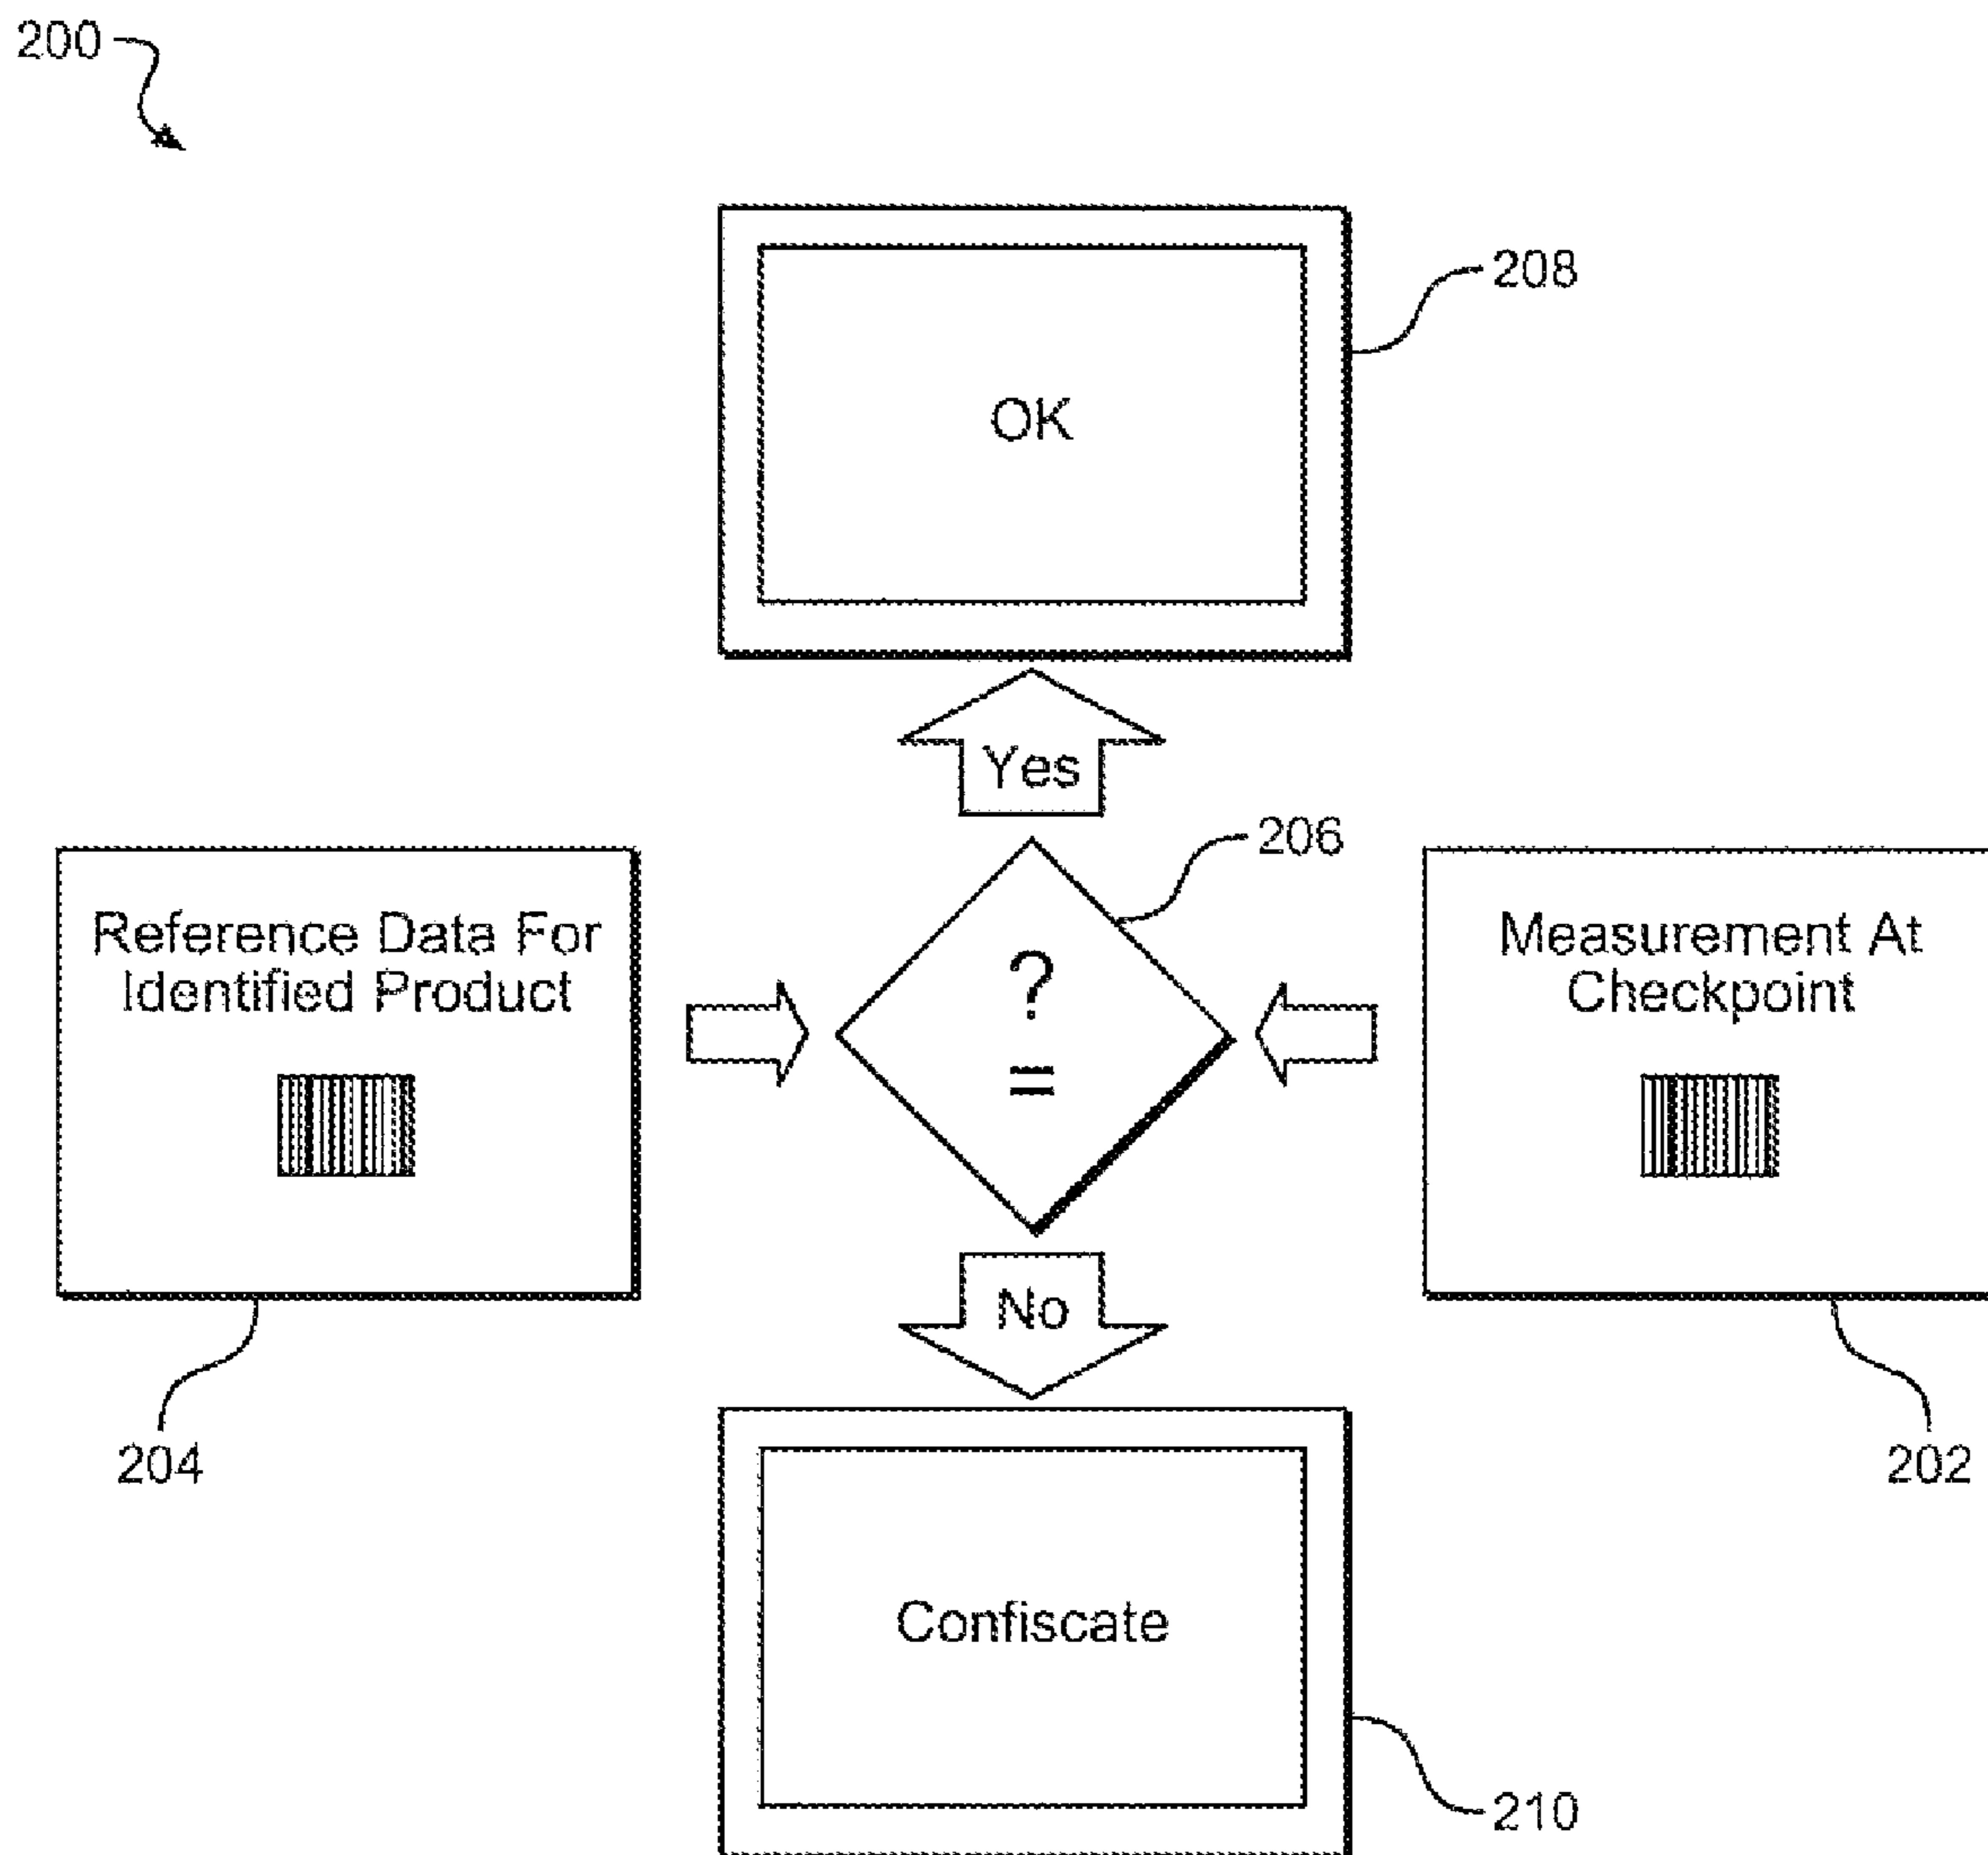 200
208
OK
Yes
206
Reference Data For
Identified Product
?
=
Measurement At
Checkpoint
No
204
202
Confiscate
210